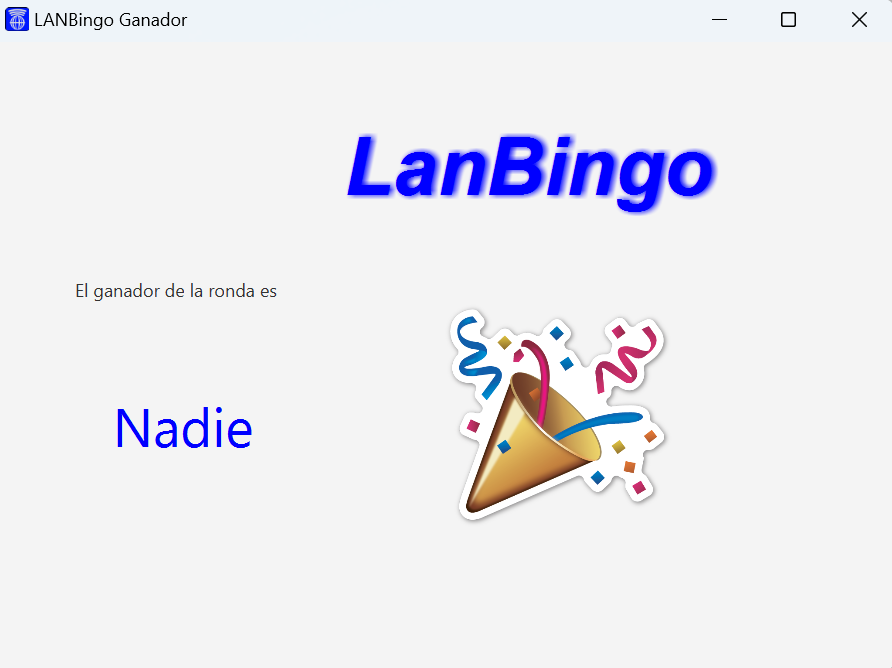 LANBingo Ganador
LanBingo
El ganador de la ronda es
Nadie